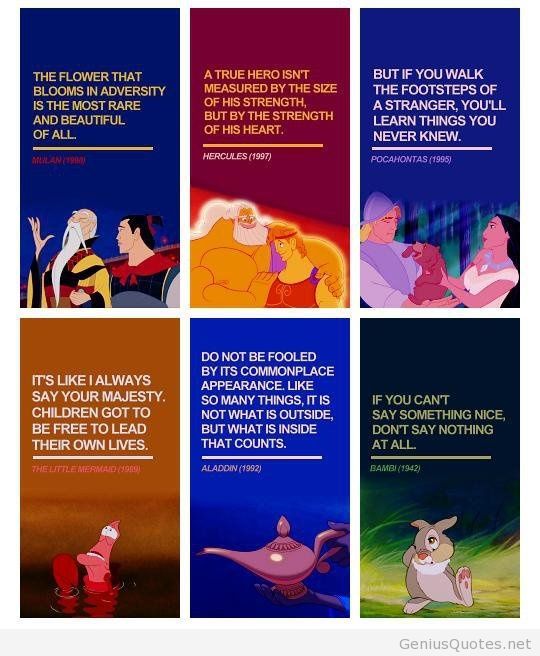 THE FLOWER THAT
BLOOMS IN ADVERSITY
IS THE MOST RARE
AND BEAUTIFUL
OF ALL.
MULAN (1998)
A TRUE HERO ISN'T
MEASURED BY THE SIZE
OF HIS STRENGTH,
BUT BY THE STRENGTH
OF HIS HEART.
HERCULES (1997)
BUT IF YOU WALK
THE FOOTSTEPS OF
A STRANGER, YOU'LL
LEARN THINGS YOU
NEVER KNEW.
POCAHONTAS (1995)
IT'S LIKE I ALWAYS
SAY YOUR MAJESTY.
CHILDREN GOT TO
BE FREE TO LEAD
THEIR OWN LIVES.
THE LITTLE MERMAID (1989)
DO NOT BE FOOLED
BY ITS COMMONPLACE
APPEARANCE. LIKE
SO MANY THINGS, IT IS
NOT WHAT IS OUTSIDE,
BUT WHAT IS INSIDE
THAT COUNTS.
ALADDIN (1992)
IF YOU CAN'T
SAY SOMETHING NICE,
DON'T SAY NOTHING
AT ALL.
BAMBI (1942)
GeniusQuotes.net